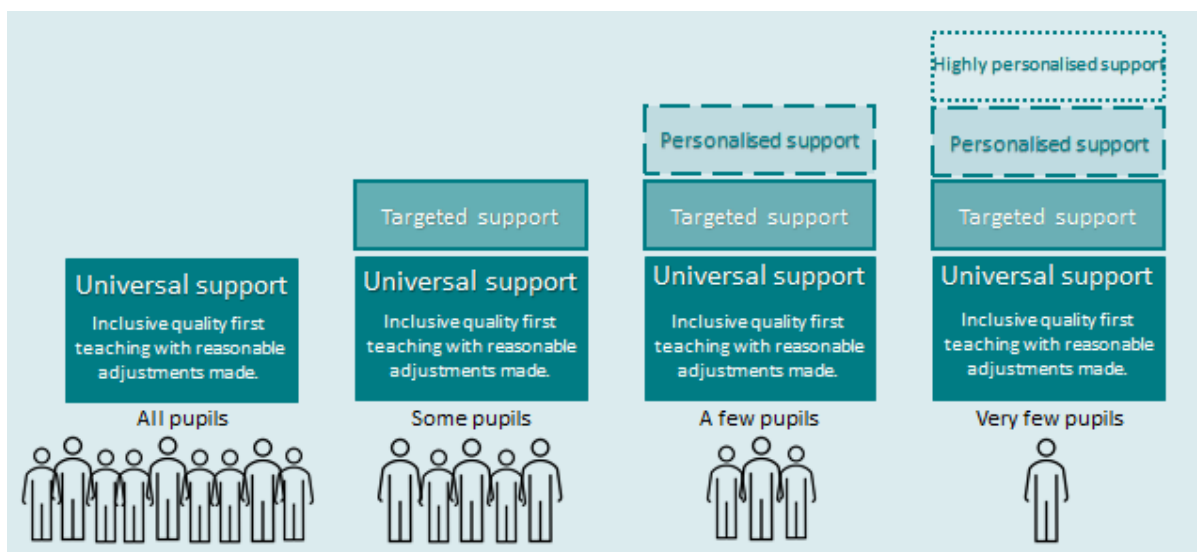 Highly personalised support
Personalised support
Personalised support
Targeted support
Targeted support
Targeted support
Universal support
Inclusive quality first
teaching with reasonable
adjustments made.
Universal support
Inclusive quality first
teaching with reasonable
adjustments made.
Universal support
Inclusive quality first
teaching with reasonable
adjustments made.
Universal support
Inclusive quality first
teaching with reasonable
adjustments made.
All pupils
Some pupils
A few pupils
Very few pupils